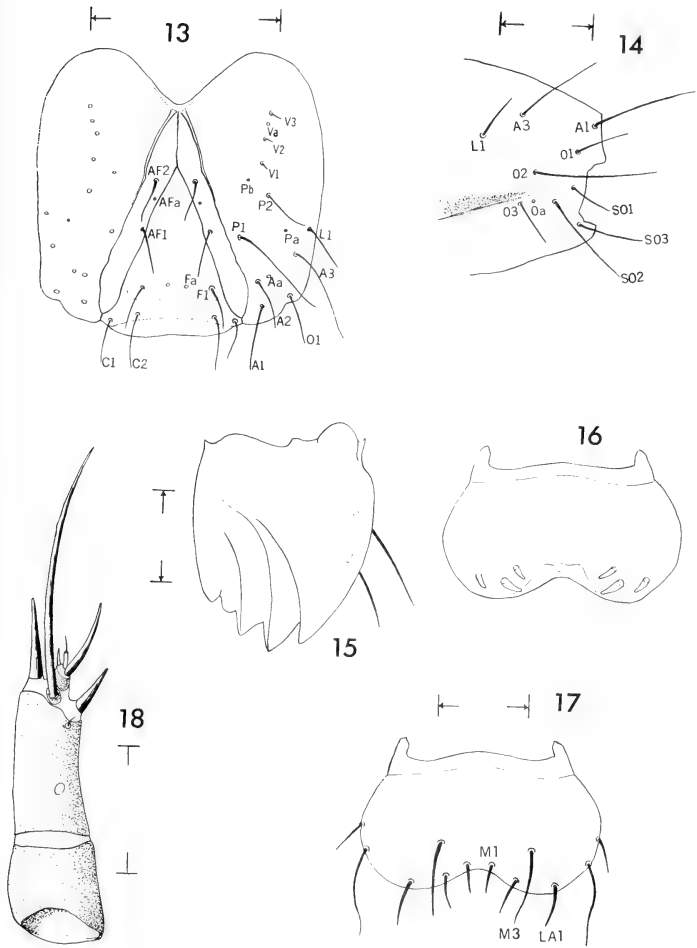 13
V3
Va
V2
V1
AF2
Pb
AFa
P2
AF1
P1
Pa
L1
A3
Fa
Aa
F1
A2
O1
C1
C2
A1
14
A3
A1
L1
O1
O2
O3
Oa
SO1
SO3
SO2
15
16
17
M1
M3
LA1
18